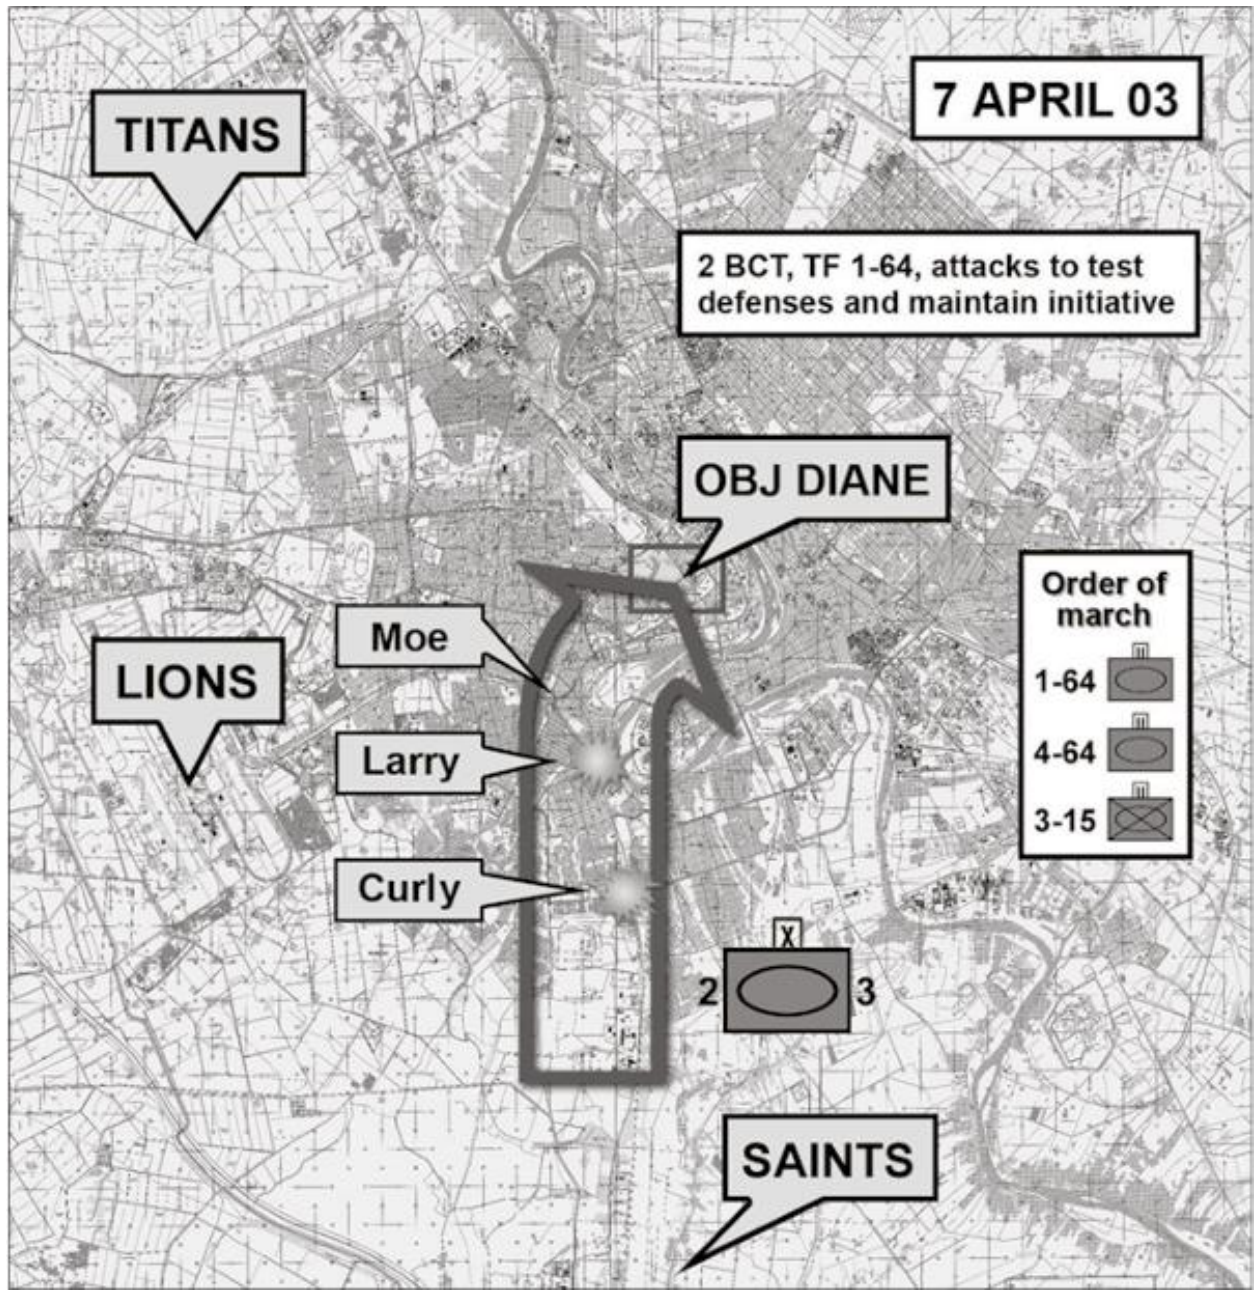 7 APRIL 03
TITANS
2 BCT, TF 1-64, attacks to test
defenses and maintain initiative
OBJ DIANE
Order of
march
1-64
4-64
3-15
Moe
LIONS
Larry
Curly
X
2 3
SAINTS